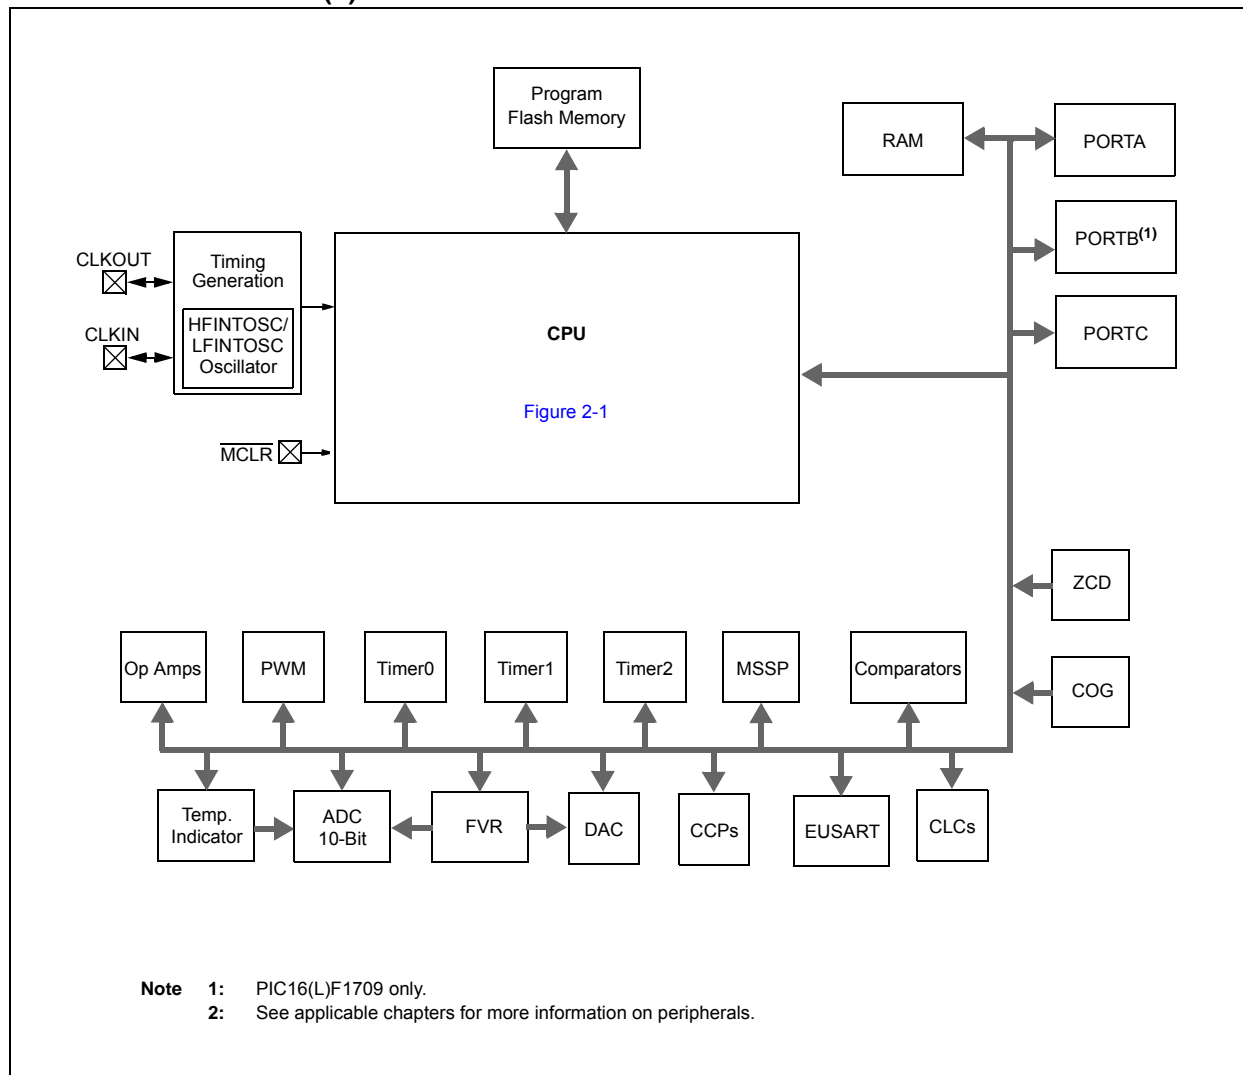 Program
Flash Memory
RAM
PORTA
PORTB(1)
PORTC
CLKOUT
CLKIN
Timing
Generation
HFINTOSC/
LFINTOSC
Oscillator
MCLR
CPU
Figure 2-1
ZCD
COG
Op Amps
PWM
Timer0
Timer1
Timer2
MSSP
Comparators
Temp.
Indicator
ADC
10-Bit
FVR
DAC
CCPs
EUSART
CLCs
Note 1: PIC16(L)F1709 only.
2: See applicable chapters for more information on peripherals.